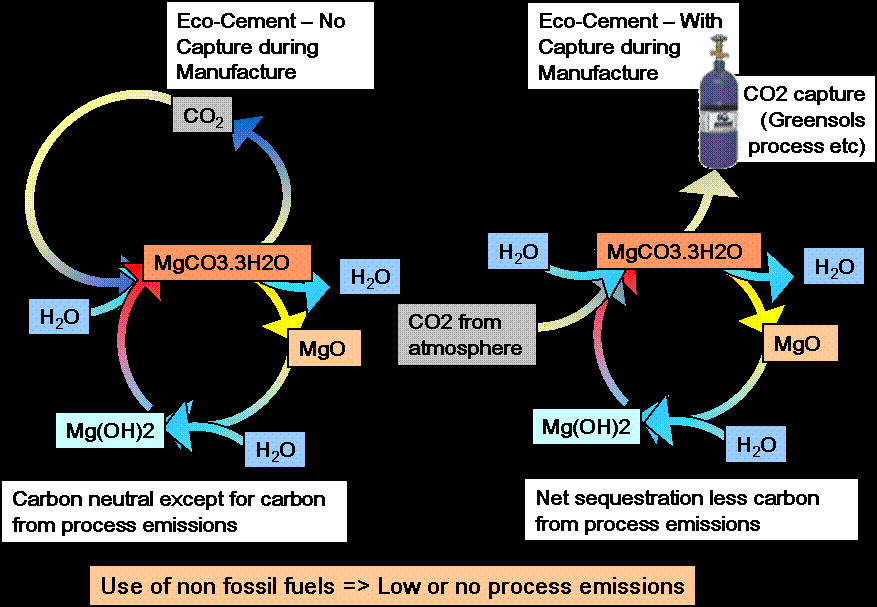 Eco-Cement – No
Capture during
Manufacture
CO₂
MgCO3.3H2O
H₂O
H₂O
MgO
Mg(OH)2
H₂O
Carbon neutral except for carbon
from process emissions
Eco-Cement – With
Capture during
Manufacture
CO2 capture
(Greensols
process etc)
H₂O
MgCO3.3H2O
H₂O
CO2 from
atmosphere
MgO
Mg(OH)2
H₂O
Net sequestration less carbon
from process emissions
Use of non fossil fuels => Low or no process emissions